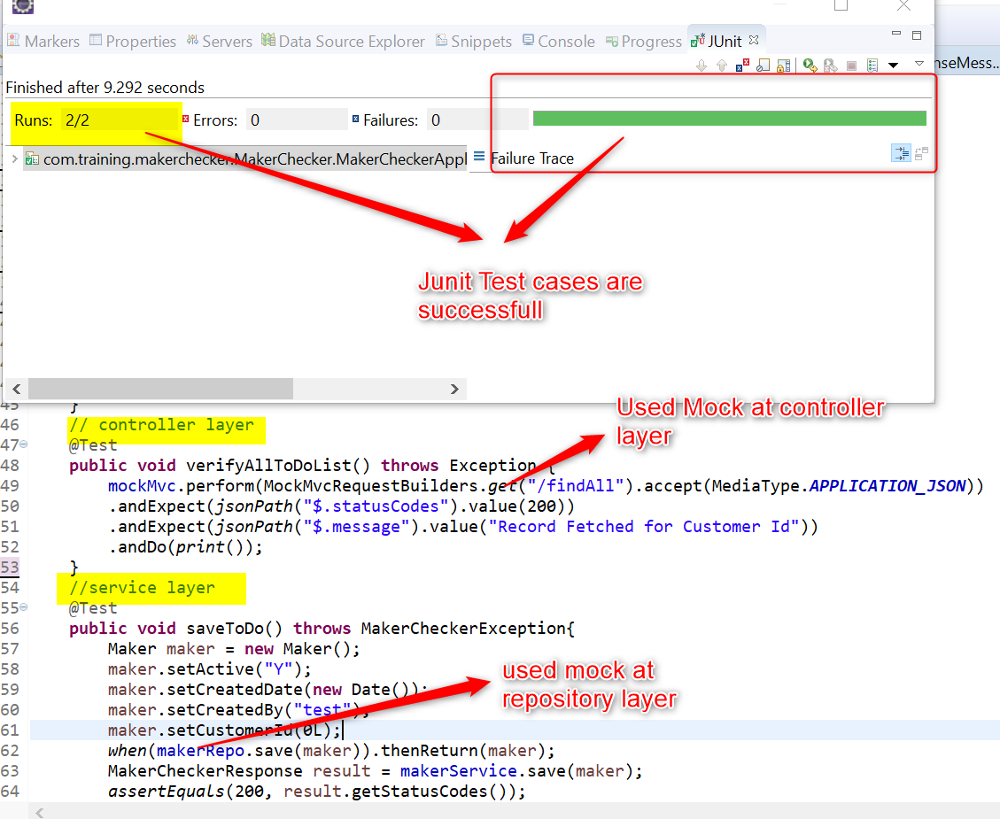 Markers Properties Servers Data Source Explorer Snippets Console Progress JUnit
nseMess...
Finished after 9.292 seconds
Runs: 2/2 Errors: 0 Failures: 0
com.training.makerchecker.MakerChecker.MakerCheckerAppl Failure Trace
Junit Test cases are
successfull
45 }
Used Mock at controller
layer
46 // controller layer
47 @Test
48 public void verifyAllToDoList() throws Exception {
49 mockMvc.perform(MockMvcRequestBuilders.get("/findAll").accept(MediaType.APPLICATION_JSON))
50 .andExpect(jsonPath("$.statusCodes").value(200))
51 .andExpect(jsonPath("$.message").value("Record Fetched for Customer Id"))
52 .andDo(print());
53 }
54 //service layer
55 @Test
56 public void saveToDo() throws MakerCheckerException{
57 Maker maker = new Maker();
58 maker.setActive("Y");
59 maker.setCreatedDate(new Date());
60 maker.setCreatedBy("test");
used mock at
repository layer
61 maker.setCustomerId(0L);
62 when(makerRepo.save(maker)).thenReturn(maker);
63 MakerCheckerResponse result = makerService.save(maker);
64 assertEquals(200, result.getStatusCodes());